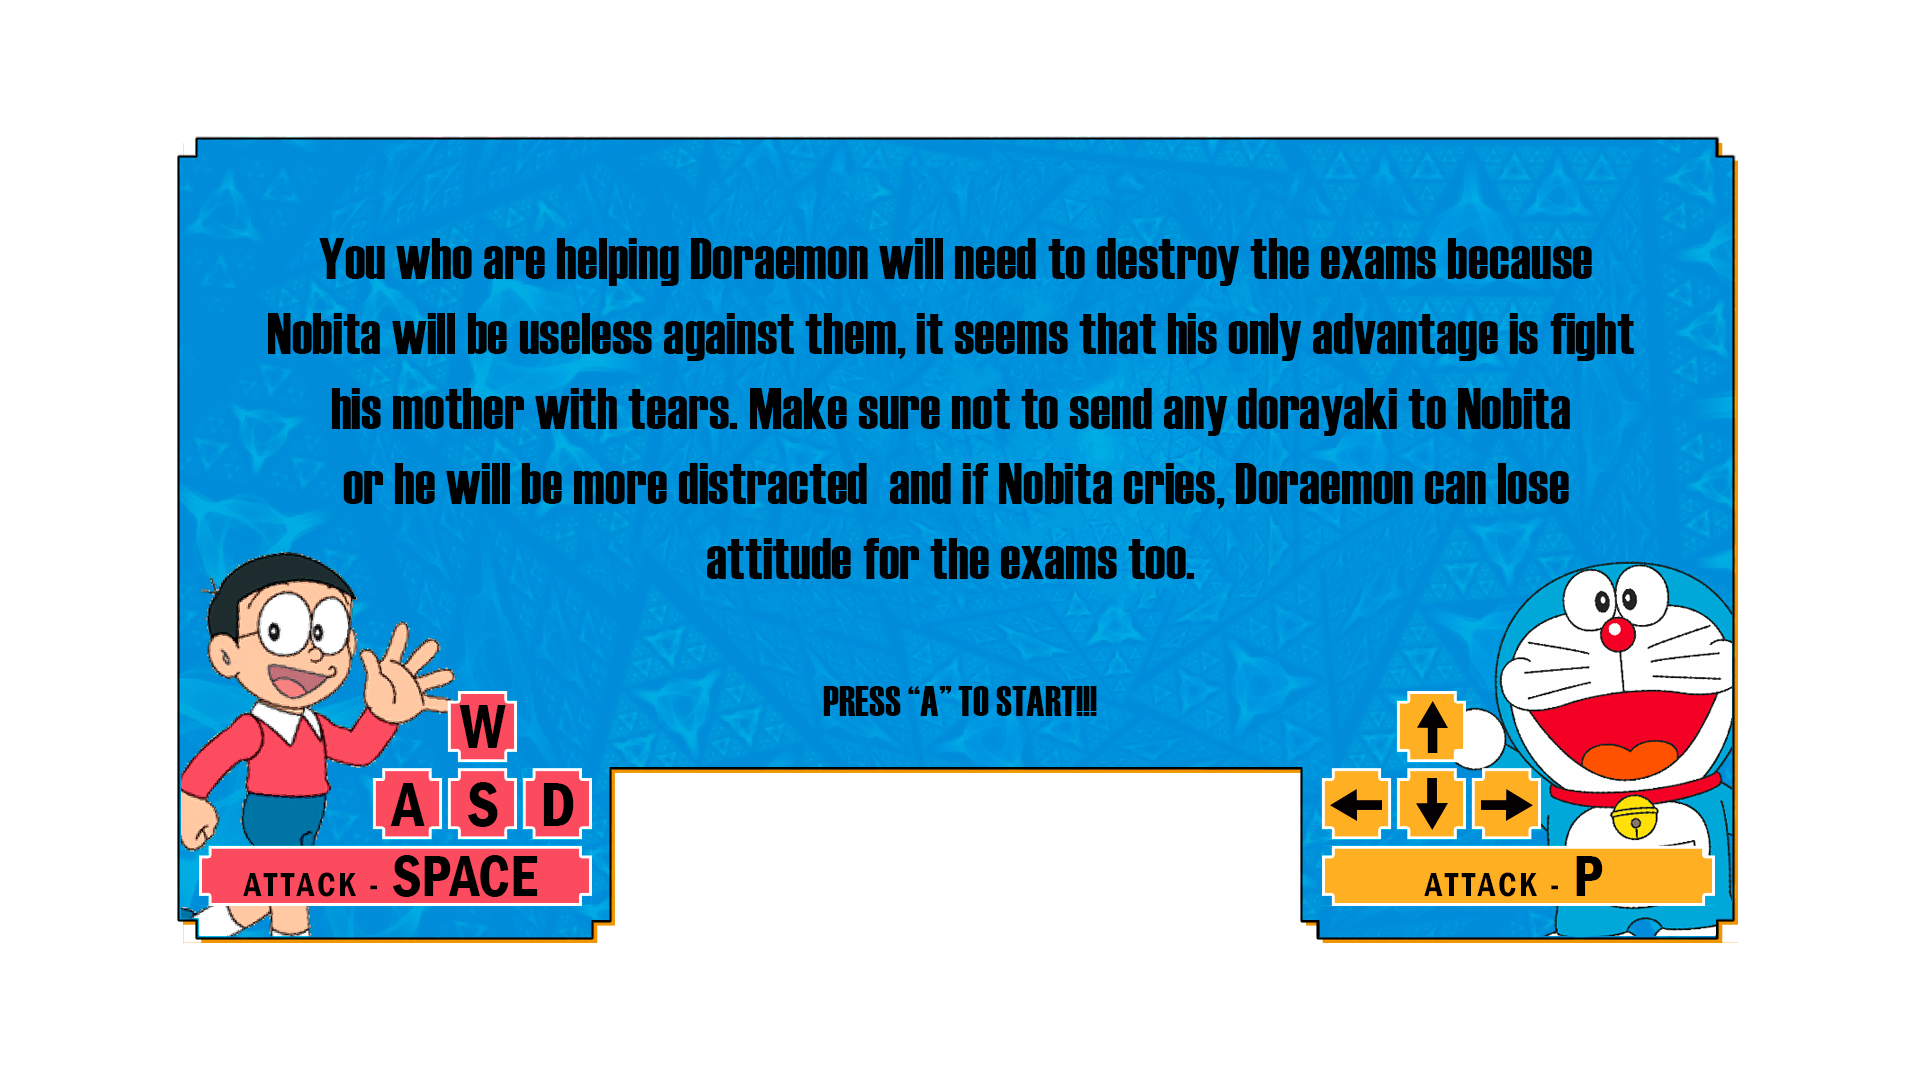 You who are helping Doraemon will need to destroy the exams because
Nobita will be useless against them, it seems that his only advantage is fight
his mother with tears. Make sure not to send any dorayaki to Nobita
or he will be more distracted  and if Nobita cries, Doraemon can lose
attitude for the exams too.
PRESS “A” TO START!!!
W
A S D
ATTACK - SPACE
↑
← ↓ →
ATTACK - P